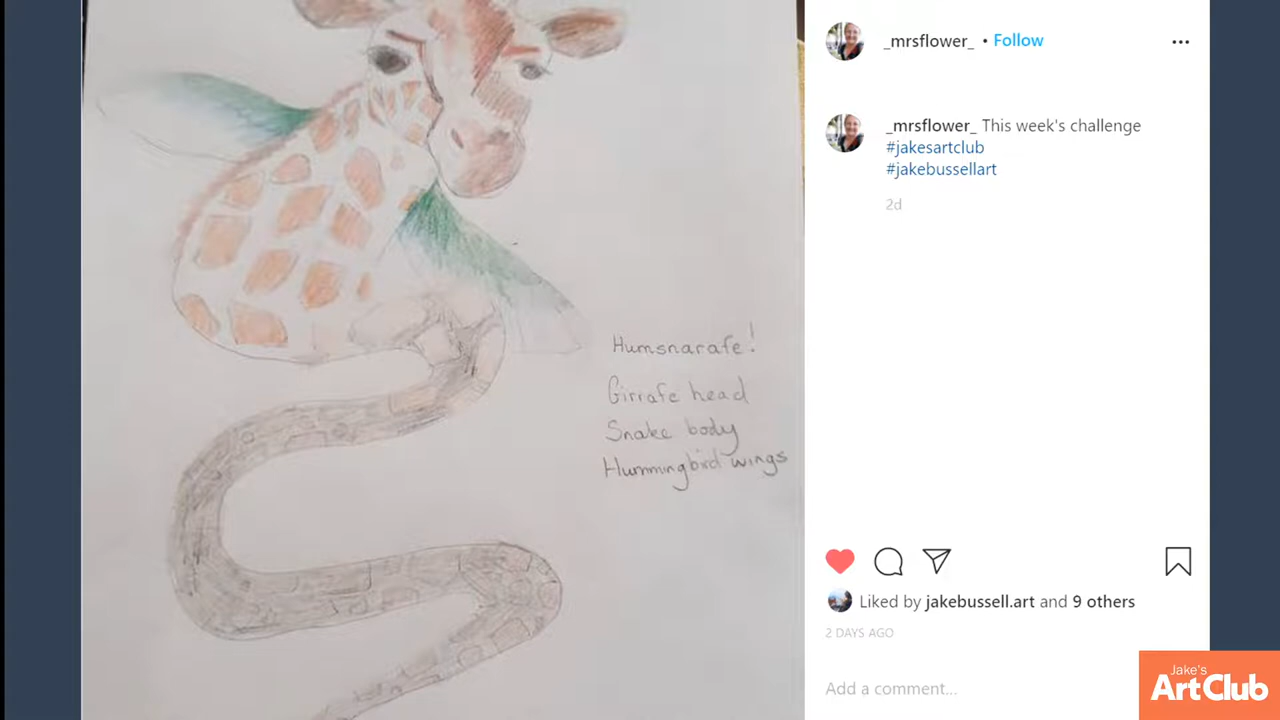 Humsnarafe!
Girrafe head
Snake body
Hummingbird wings
_mrsflower_ • Follow
_mrsflower_ This week's challenge
#jakesartclub
#jakebussellart
2d
Liked by jakebussell.art and 9 others
2 DAYS AGO
Add a comment...
Jake's
ArtClub